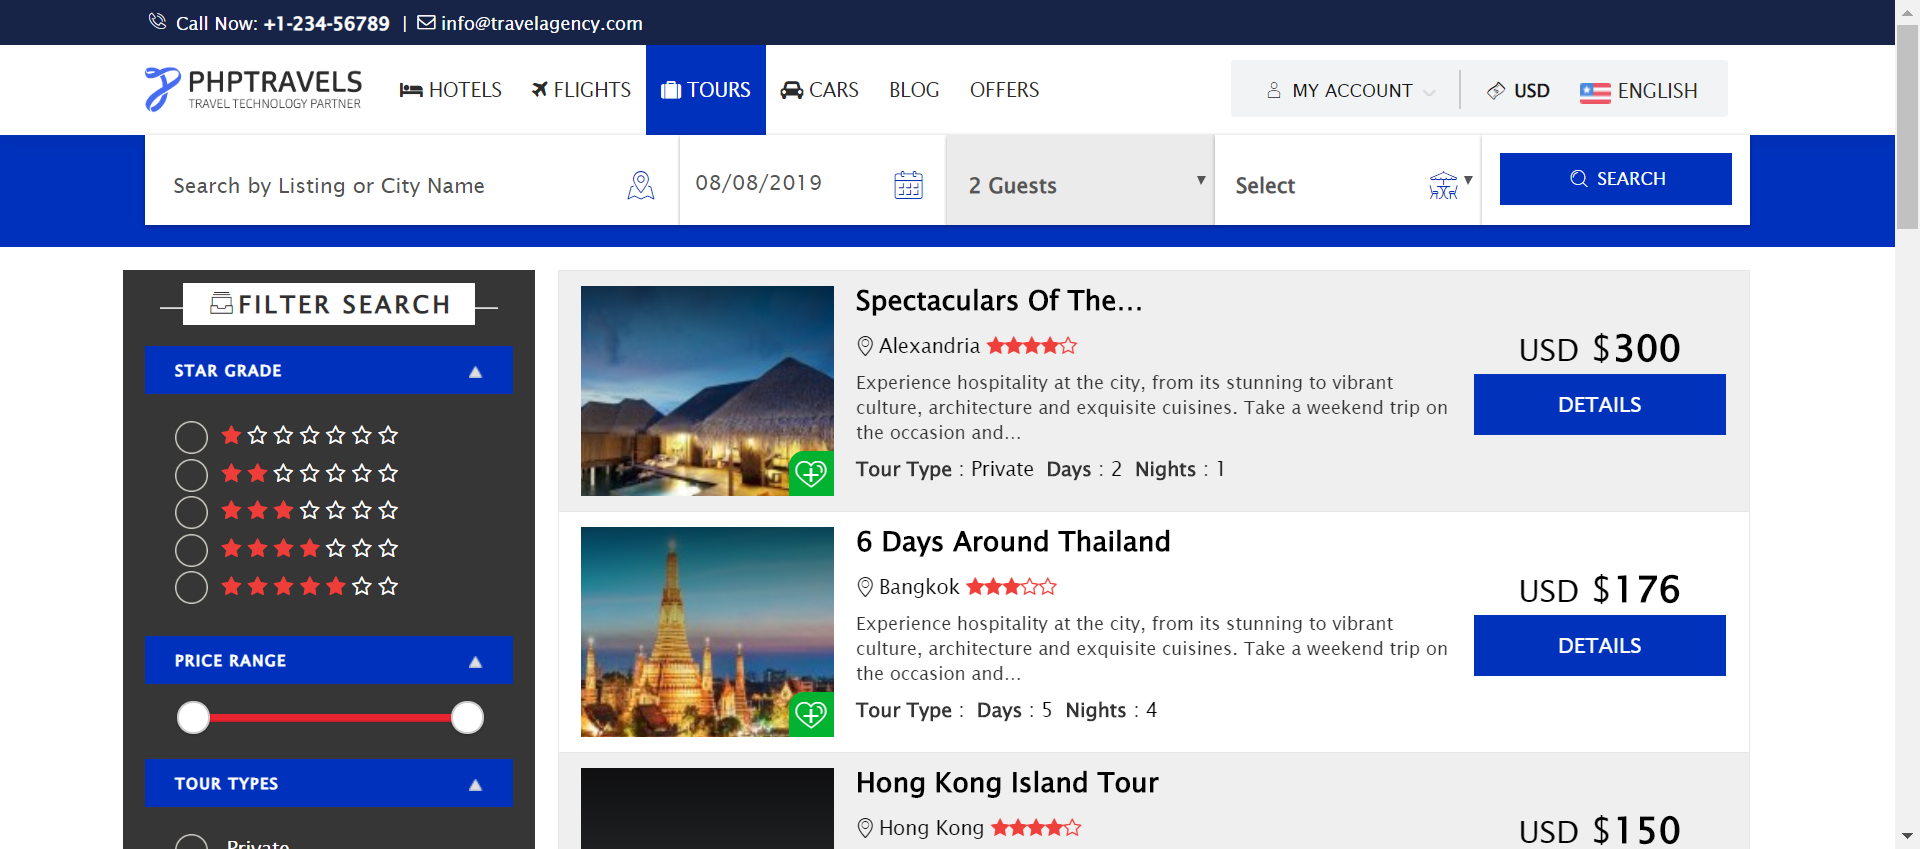 Call Now: +1-234-56789 | info@travelagency.com
PHPTRAVELS
TRAVEL TECHNOLOGY PARTNER
HOTELS FLIGHTS TOURS CARS BLOG OFFERS
MY ACCOUNT USD ENGLISH
Search by Listing or City Name
08/08/2019
2 Guests
Select
SEARCH
FILTER SEARCH
STAR GRADE
PRICE RANGE
TOUR TYPES
Private
Spectaculars Of The...
Alexandria
Experience hospitality at the city, from its stunning to vibrant
culture, architecture and exquisite cuisines. Take a weekend trip on
the occasion and...
Tour Type : Private Days : 2 Nights : 1
USD $300
DETAILS
6 Days Around Thailand
Bangkok
Experience hospitality at the city, from its stunning to vibrant
culture, architecture and exquisite cuisines. Take a weekend trip on
the occasion and...
Tour Type : Days : 5 Nights : 4
USD $176
DETAILS
Hong Kong Island Tour
Hong Kong
USD $150